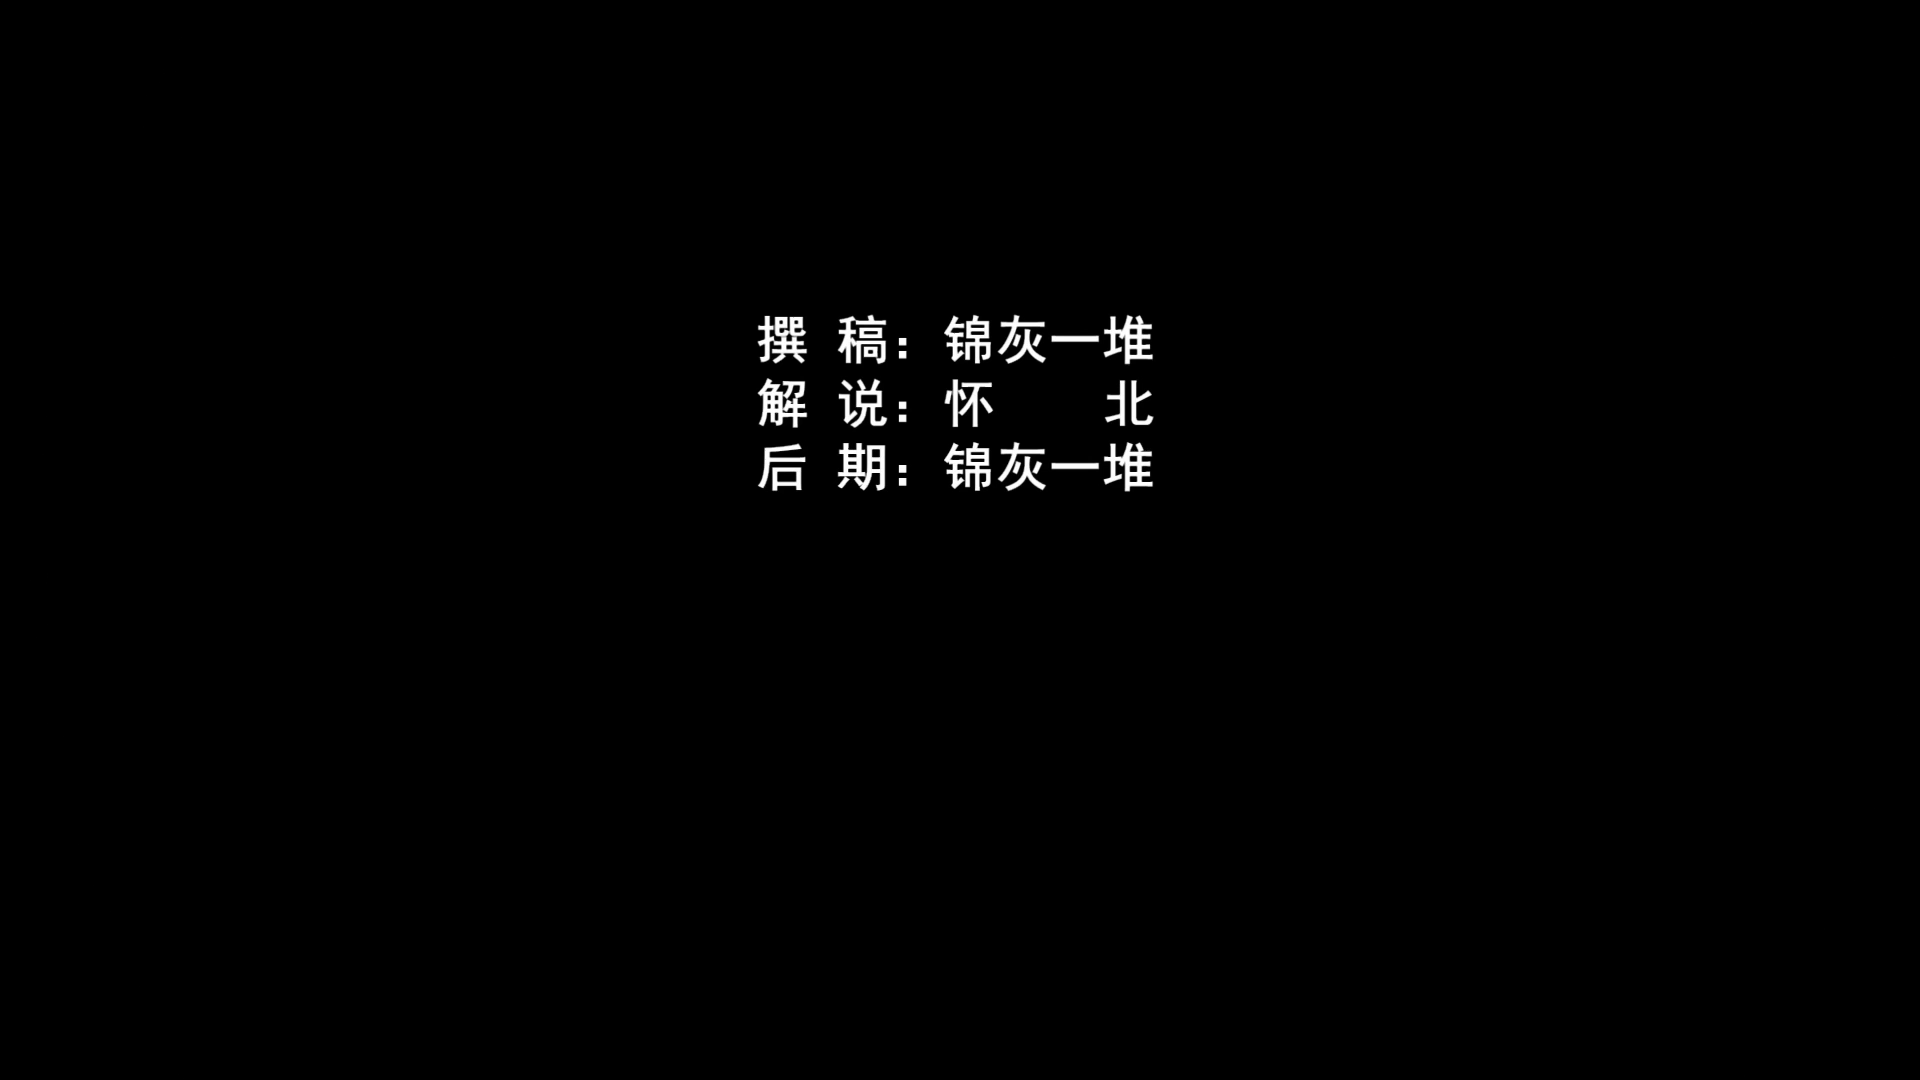 撰 稿：锦灰一堆
解 说：怀　　北
后 期：锦灰一堆